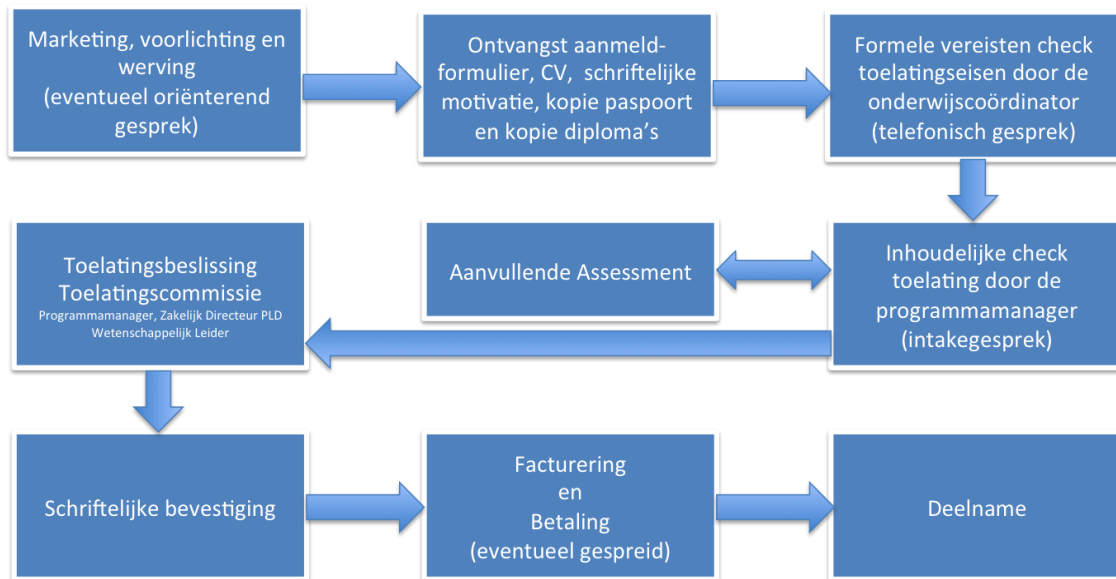 Marketing, voorlichting en
werving
(eventueel oriënterend
gesprek)
Ontvangst aanmeld-
formulier, CV, schriftelijke
motivatie, kopie paspoort
en kopie diploma's
Formele vereisten check
toelatingseisen door de
onderwijscoördinator
(telefonisch gesprek)
Toelatingsbeslissing
Toelatingscommissie
Programmamanager, Zakelijk Directeur PLD
Wetenschappelijk Leider
Aanvullende Assessment
Inhoudelijke check
toelating door de
programmamanager
(intakegesprek)
Schriftelijke bevestiging
Facturering
en
Betaling
(eventueel gespreid)
Deelname